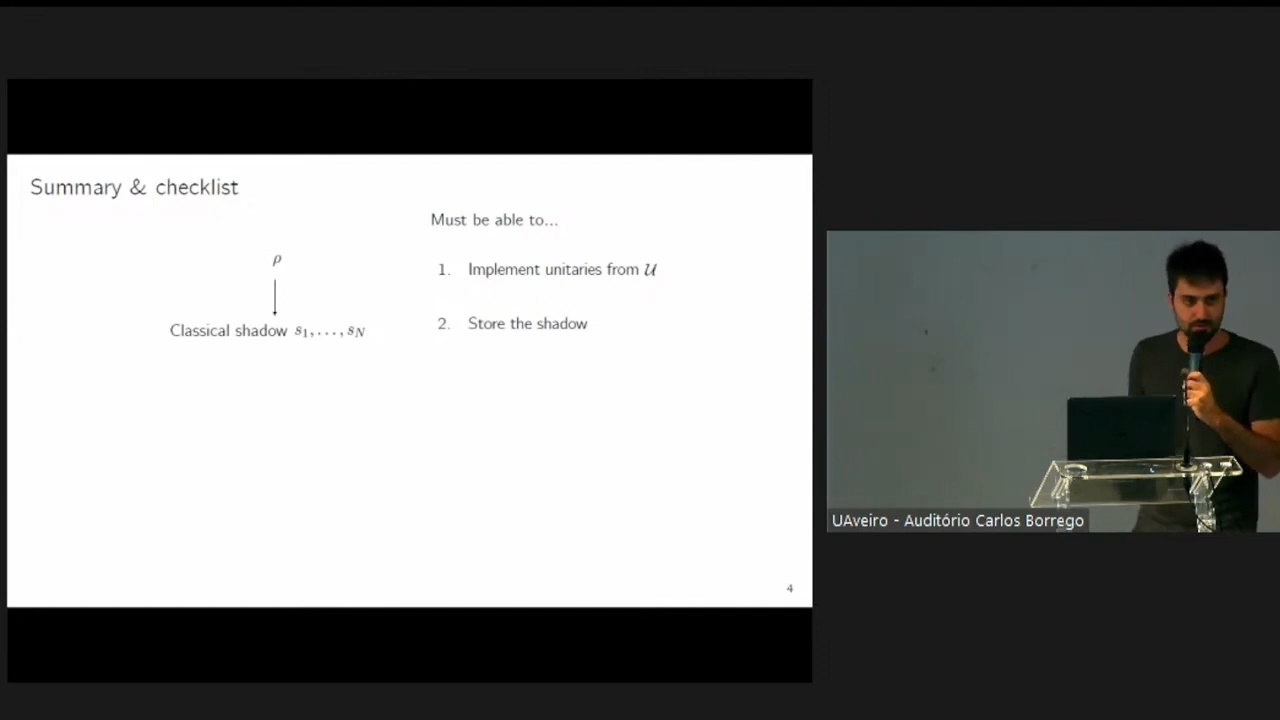 Summary & checklist
ρ
Classical shadow s₁, . . . , s_N
Must be able to...
1. Implement unitaries from 𝒰
2. Store the shadow
4
UAveiro - Auditório Carlos Borrego